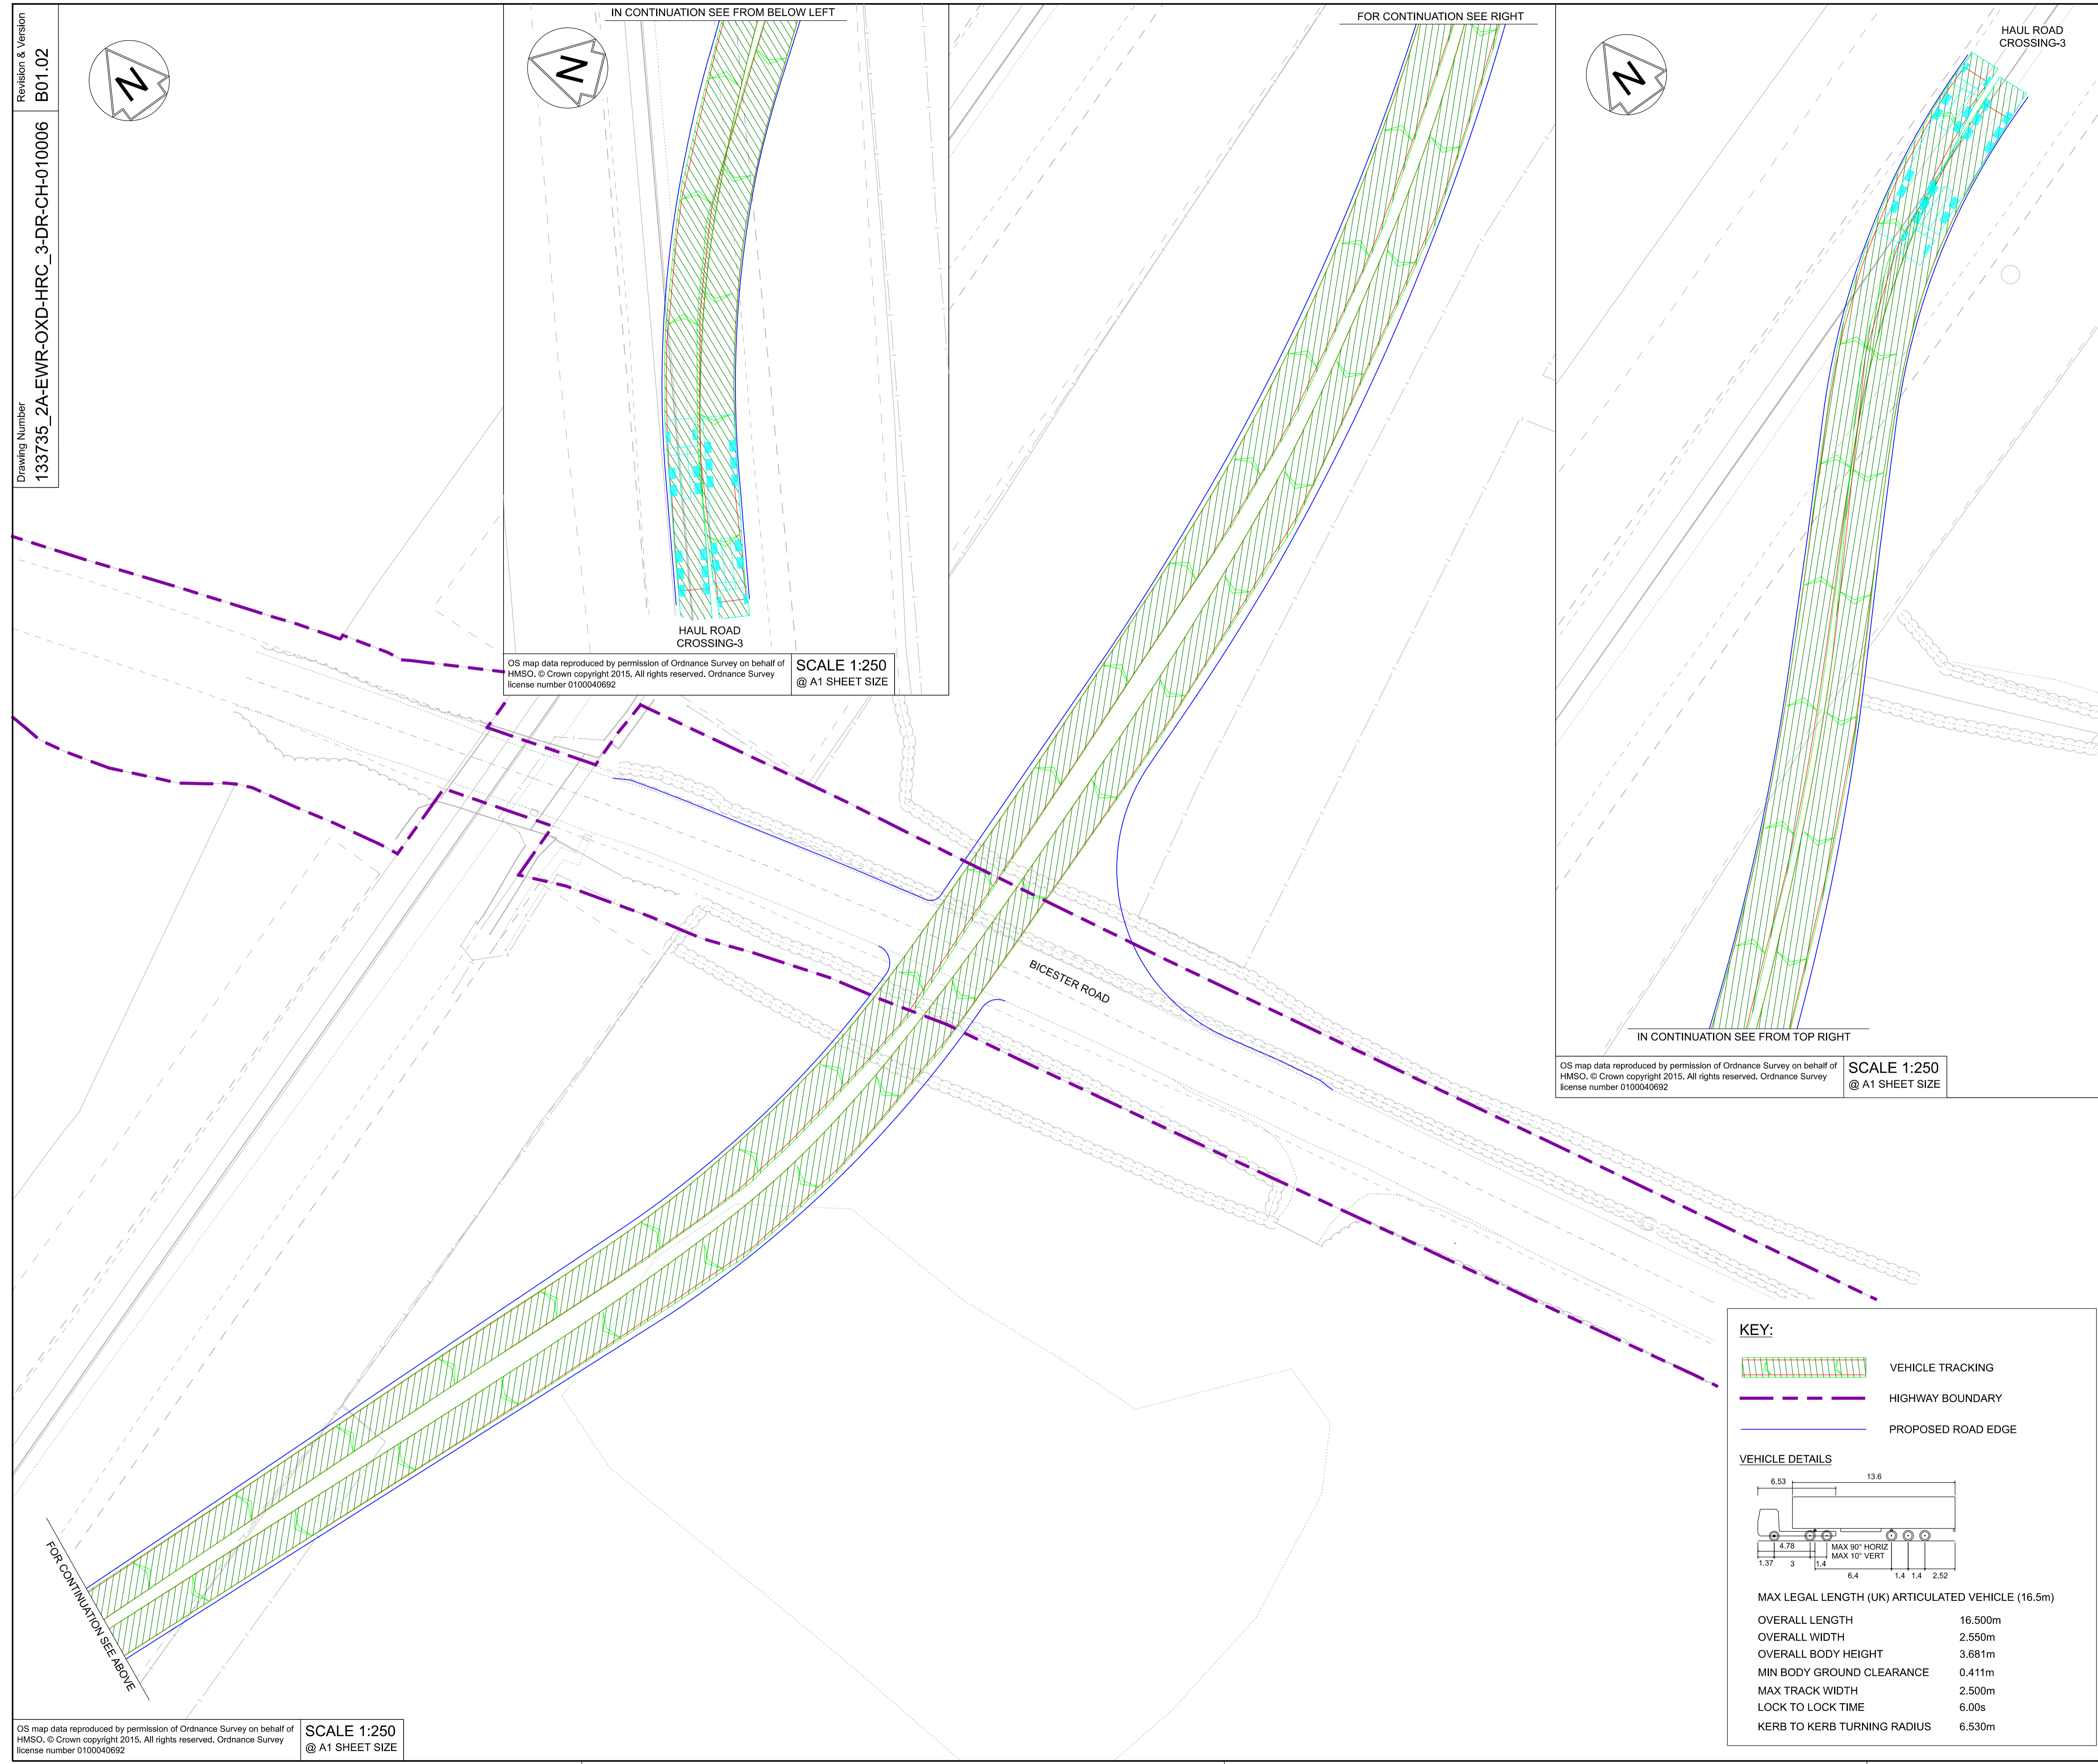 Revision & Version
B01.02
Drawing Number
133735_2A-EWR-OXD-HRC_3-DR-CH-010006
N
IN CONTINUATION SEE FROM BELOW LEFT
N
HAUL ROAD
CROSSING-3
OS map data reproduced by permission of Ordnance Survey on behalf of
HMSO. © Crown copyright 2015. All rights reserved. Ordnance Survey
license number 0100040692
SCALE 1:250
@ A1 SHEET SIZE
FOR CONTINUATION SEE RIGHT
N
HAUL ROAD
CROSSING-3
IN CONTINUATION SEE FROM TOP RIGHT
OS map data reproduced by permission of Ordnance Survey on behalf of
HMSO. © Crown copyright 2015. All rights reserved. Ordnance Survey
license number 0100040692
SCALE 1:250
@ A1 SHEET SIZE
BICESTER ROAD
FOR CONTINUATION SEE ABOVE
OS map data reproduced by permission of Ordnance Survey on behalf of
HMSO. © Crown copyright 2015. All rights reserved. Ordnance Survey
license number 0100040692
SCALE 1:250
@ A1 SHEET SIZE
KEY:
VEHICLE TRACKING
HIGHWAY BOUNDARY
PROPOSED ROAD EDGE
VEHICLE DETAILS
6.53 13.6
4.78 MAX 90° HORIZ
MAX 10° VERT
1.37 3 1.4
6.4 1.4 1.4 2.52
MAX LEGAL LENGTH (UK) ARTICULATED VEHICLE (16.5m)
OVERALL LENGTH 16.500m
OVERALL WIDTH 2.550m
OVERALL BODY HEIGHT 3.681m
MIN BODY GROUND CLEARANCE 0.411m
MAX TRACK WIDTH 2.500m
LOCK TO LOCK TIME 6.00s
KERB TO KERB TURNING RADIUS 6.530m